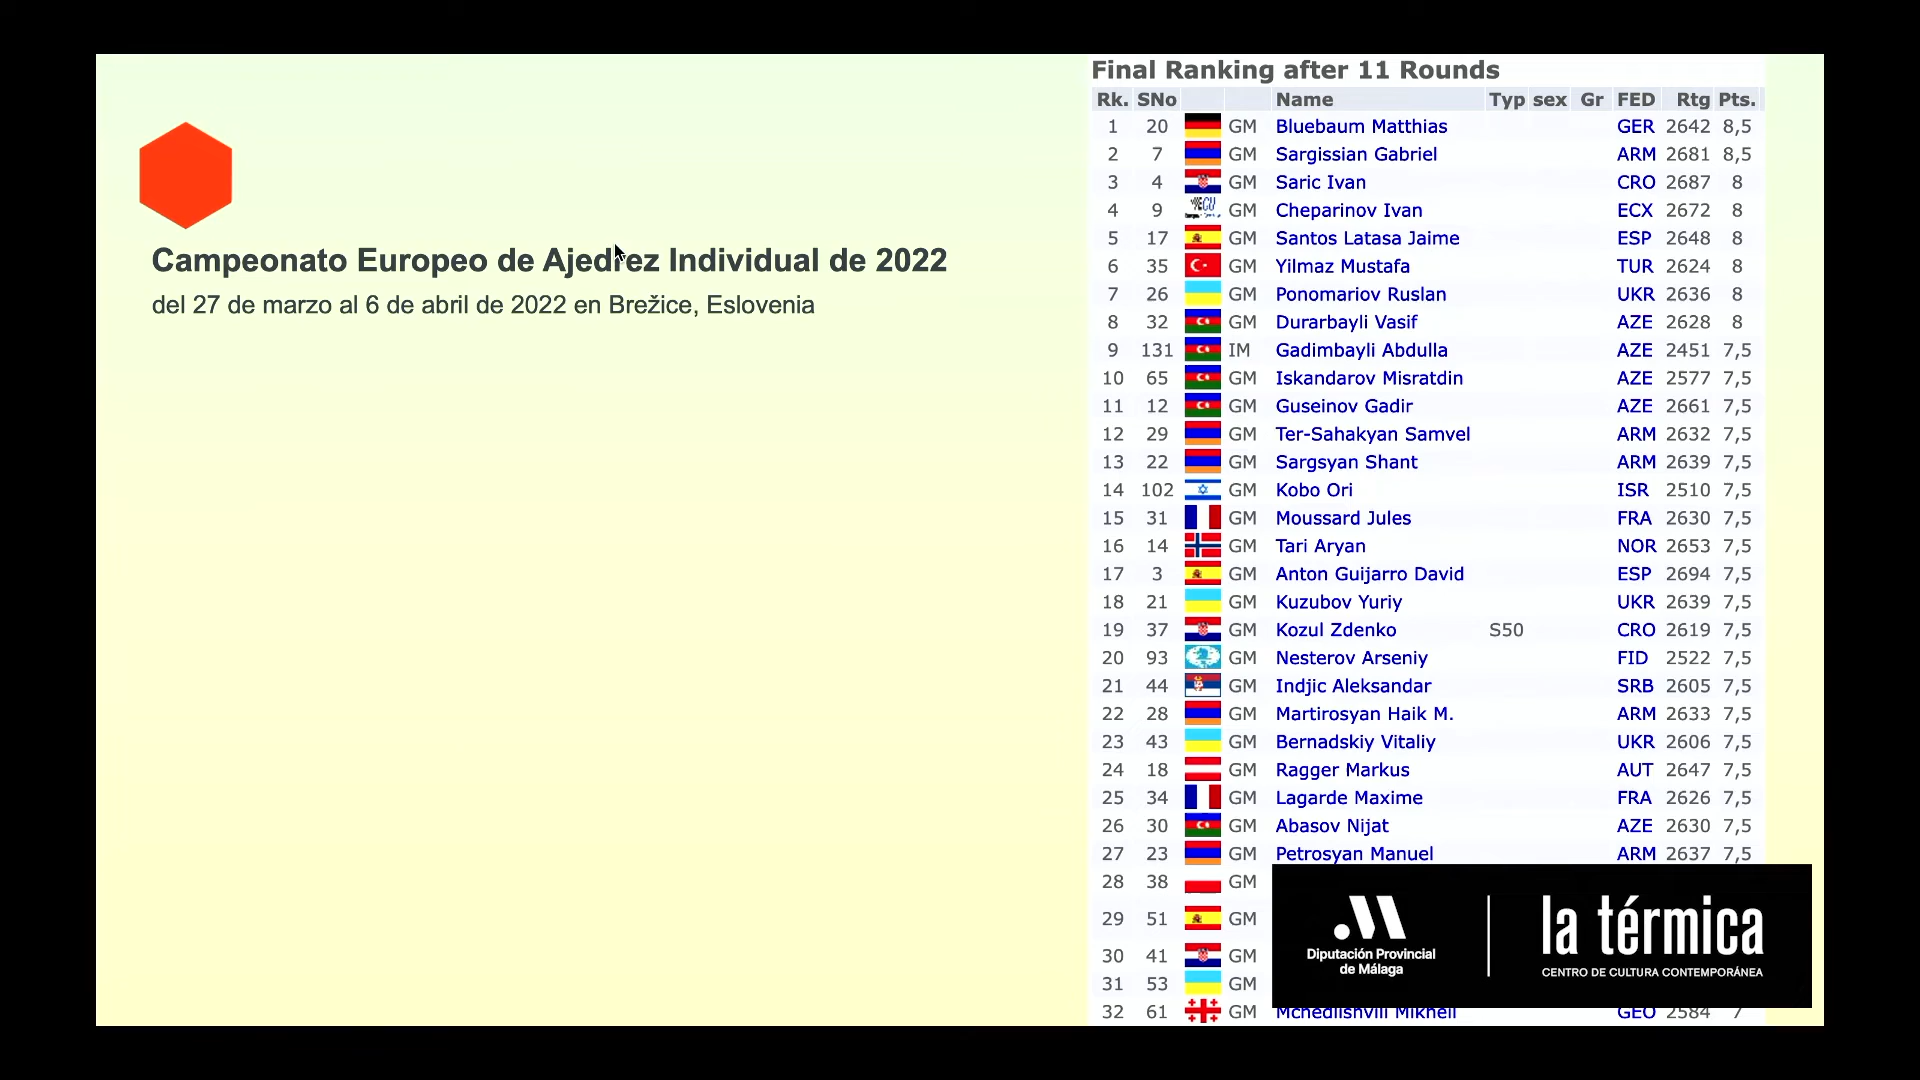 Campeonato Europeo de Ajedrez Individual de 2022
del 27 de marzo al 6 de abril de 2022 en Brežice, Eslovenia
Final Ranking after 11 Rounds
Rk. SNo Name Typ sex Gr FED Rtg Pts.
1 20 GM Bluebaum Matthias GER 2642 8,5
2 7 GM Sargissian Gabriel ARM 2681 8,5
3 4 GM Saric Ivan CRO 2687 8
4 9 GM Cheparinov Ivan ECX 2672 8
5 17 GM Santos Latasa Jaime ESP 2648 8
6 35 GM Yilmaz Mustafa TUR 2624 8
7 26 GM Ponomariov Ruslan UKR 2636 8
8 32 GM Durarbayli Vasif AZE 2628 8
9 131 IM Gadimbayli Abdulla AZE 2451 7,5
10 65 GM Iskandarov Misratdin AZE 2577 7,5
11 12 GM Guseinov Gadir AZE 2661 7,5
12 29 GM Ter-Sahakyan Samvel ARM 2632 7,5
13 22 GM Sargsyan Shant ARM 2639 7,5
14 102 GM Kobo Ori ISR 2510 7,5
15 31 GM Moussard Jules FRA 2630 7,5
16 14 GM Tari Aryan NOR 2653 7,5
17 3 GM Anton Guijarro David ESP 2694 7,5
18 21 GM Kuzubov Yuriy UKR 2639 7,5
19 37 GM Kozul Zdenko S50 CRO 2619 7,5
20 93 GM Nesterov Arseniy FID 2522 7,5
21 44 GM Indjic Aleksandar SRB 2605 7,5
22 28 GM Martirosyan Haik M. ARM 2633 7,5
23 43 GM Bernadskiy Vitaliy UKR 2606 7,5
24 18 GM Ragger Markus AUT 2647 7,5
25 34 GM Lagarde Maxime FRA 2626 7,5
26 30 GM Abasov Nijat AZE 2630 7,5
27 23 GM Petrosyan Manuel ARM 2637 7,5
28 38 GM
29 51 GM
30 41 GM
31 53 GM
32 61 GM Mchedlishvili Mikheil GEO 2584 7
Diputación Provincial
de Málaga
la térmica
CENTRO DE CULTURA CONTEMPORÁNEA